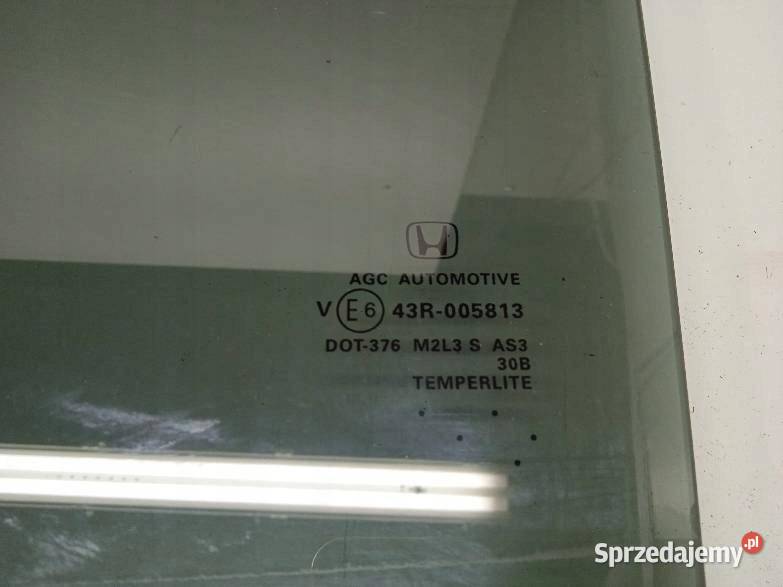 AGC AUTOMOTIVE
V E6 43R-005813
DOT-376 M2L3 S AS3
30B
TEMPERLITE
Sprzedajemy.pl